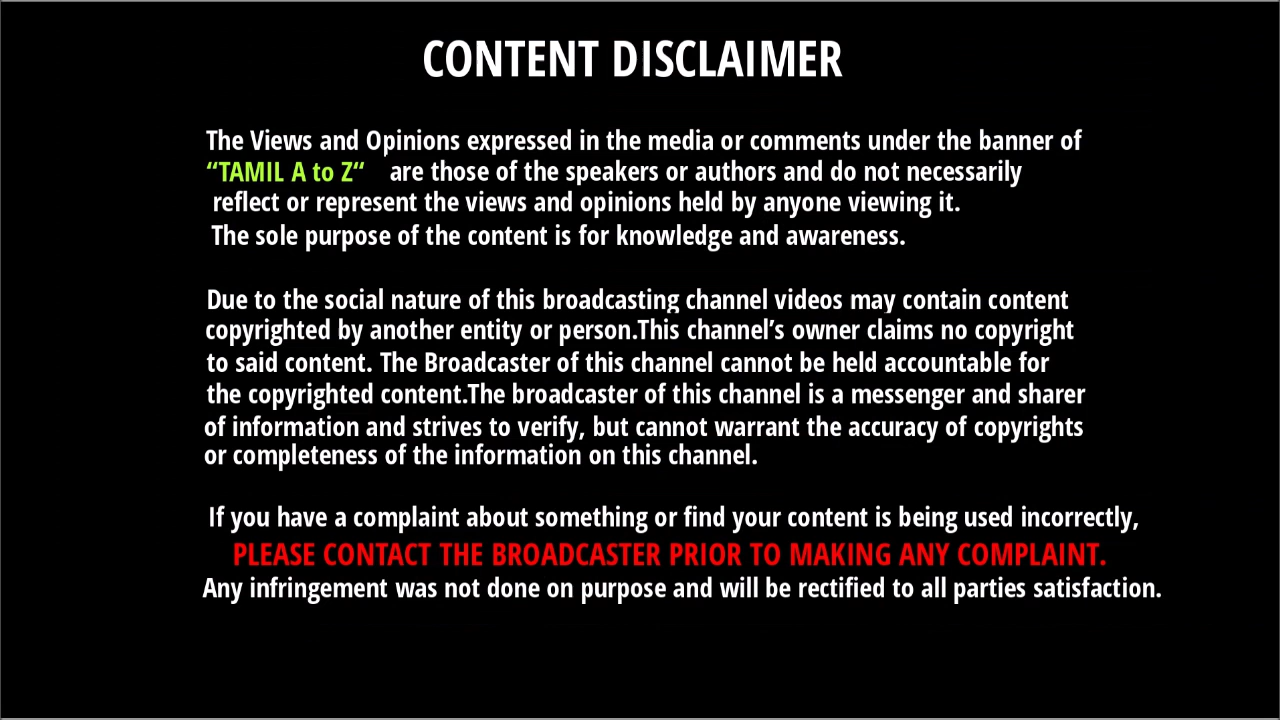 CONTENT DISCLAIMER
The Views and Opinions expressed in the media or comments under the banner of
“TAMIL A to Z“ are those of the speakers or authors and do not necessarily
reflect or represent the views and opinions held by anyone viewing it.
The sole purpose of the content is for knowledge and awareness.
Due to the social nature of this broadcasting channel videos may contain content
copyrighted by another entity or person.This channel’s owner claims no copyright
to said content. The Broadcaster of this channel cannot be held accountable for
the copyrighted content.The broadcaster of this channel is a messenger and sharer
of information and strives to verify, but cannot warrant the accuracy of copyrights
or completeness of the information on this channel.
If you have a complaint about something or find your content is being used incorrectly,
PLEASE CONTACT THE BROADCASTER PRIOR TO MAKING ANY COMPLAINT.
Any infringement was not done on purpose and will be rectified to all parties satisfaction.